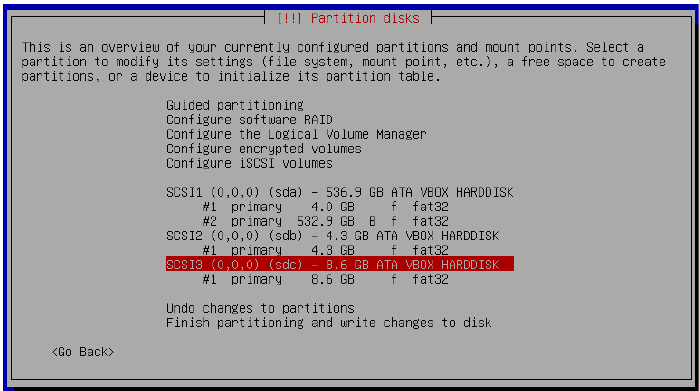 [!!] Partition disks
This is an overview of your currently configured partitions and mount points. Select a
partition to modify its settings (file system, mount point, etc.), a free space to create
partitions, or a device to initialize its partition table.
Guided partitioning
Configure software RAID
Configure the Logical Volume Manager
Configure encrypted volumes
Configure iSCSI volumes
SCSI1 (0,0,0) (sda) - 536.9 GB ATA VBOX HARDDISK
#1 primary 4.0 GB f fat32
#2 primary 532.9 GB B f fat32
SCSI2 (0,0,0) (sdb) - 4.3 GB ATA VBOX HARDDISK
#1 primary 4.3 GB f fat32
SCSI3 (0,0,0) (sdc) - 8.6 GB ATA VBOX HARDDISK
#1 primary 8.6 GB f fat32
Undo changes to partitions
Finish partitioning and write changes to disk
<Go Back>